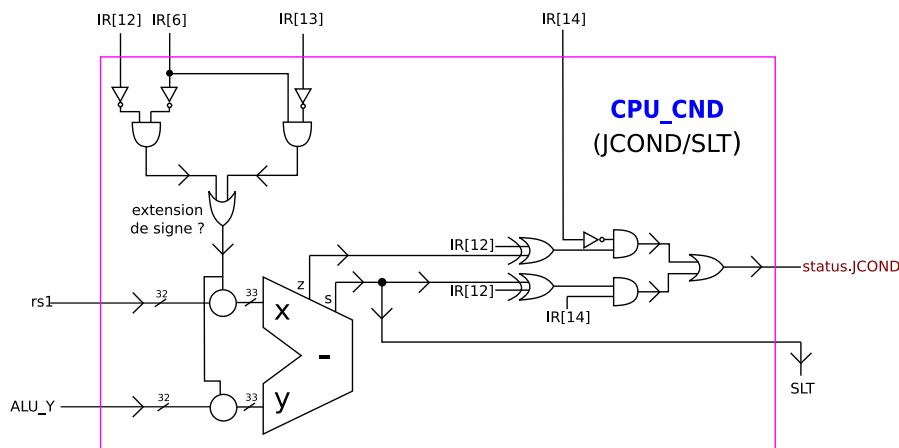 IR[12] IR[6] IR[13] IR[14]
CPU_CND
(JCOND/SLT)
extension
de signe ?
IR[12]
z
status.JCOND
s
IR[12]
rs1
32
33
x
IR[14]
-
SLT
ALU_Y
32
33
y